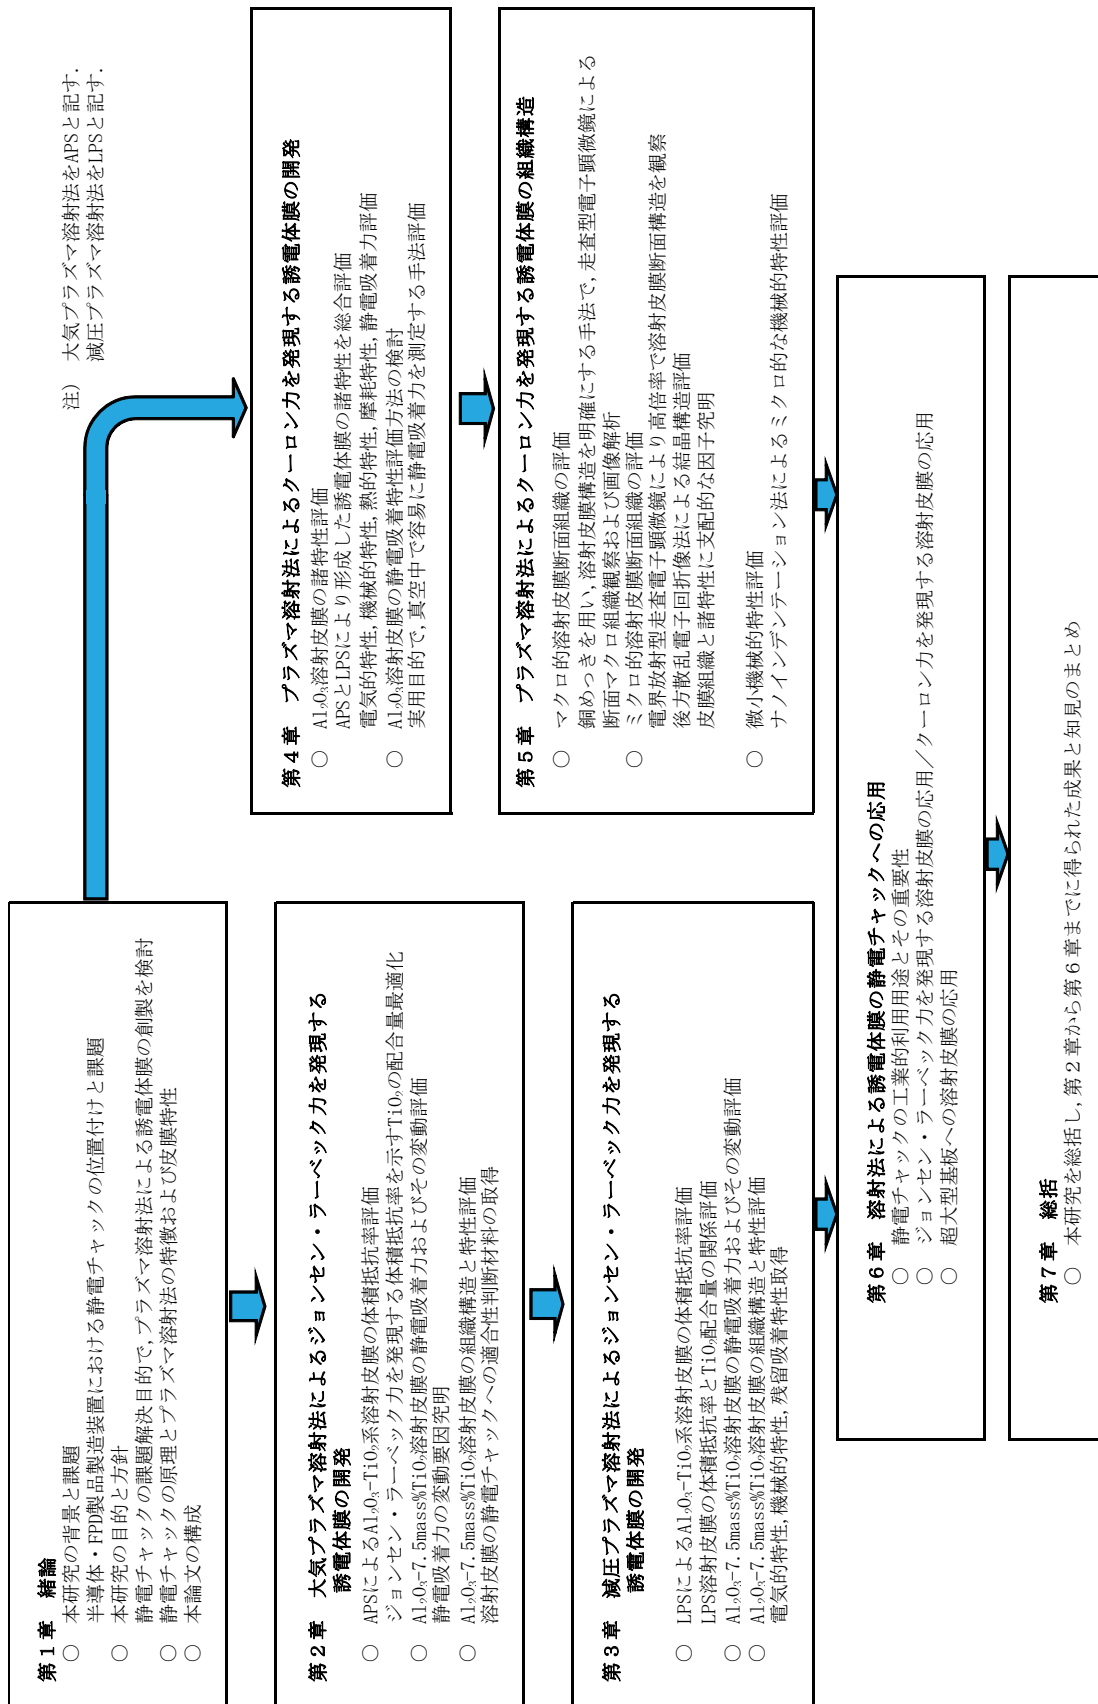 第1章　緒論
○　本研究の背景と課題
半導体・FPD製品製造装置における静電チャックの位置付けと課題
○　本研究の目的と方針
静電チャックの課題解決目的で,プラズマ溶射法による誘電体膜の創製を検討
○　静電チャックの原理とプラズマ溶射法の特徴および皮膜特性
○　本論文の構成
注)　大気プラズマ溶射法をAPSと記す.
減圧プラズマ溶射法をLPSと記す.
第2章　大気プラズマ溶射法によるジョンセン・ラーベック力を発現する
誘電体膜の開発
○　APSによるAl₂O₃-TiO₂系溶射皮膜の体積抵抗率評価
ジョンセン・ラーベック力を発現する体積抵抗率を示すTiO₂の配合量最適化
○　Al₂O₃-7.5mass%TiO₂溶射皮膜の静電吸着力およびその変動評価
静電吸着力の変動要因究明
○　Al₂O₃-7.5mass%TiO₂溶射皮膜の組織構造と特性評価
溶射皮膜の静電チャックへの適合性判断材料の取得
第3章　減圧プラズマ溶射法によるジョンセン・ラーベック力を発現する
誘電体膜の開発
○　LPSによるAl₂O₃-TiO₂系溶射皮膜の体積抵抗率評価
LPS溶射皮膜の体積抵抗率とTiO₂配合量の関係評価
○　Al₂O₃-7.5mass%TiO₂溶射皮膜の静電吸着力およびその変動評価
○　Al₂O₃-7.5mass%TiO₂溶射皮膜の組織構造と特性評価
電気的特性,機械的特性,残留吸着特性取得
第4章　プラズマ溶射法によるクーロン力を発現する誘電体膜の開発
○　Al₂O₃溶射皮膜の諸特性評価
APSとLPSにより形成した誘電体膜の諸特性を総合評価
電気的特性,機械的特性,熱的特性,摩耗特性,静電吸着力評価
○　Al₂O₃溶射皮膜の静電吸着特性評価方法の検討
実用目的で,真空中で容易に静電吸着力を測定する手法評価
第5章　プラズマ溶射法によるクーロン力を発現する誘電体膜の組織構造
○　マクロ的溶射皮膜断面組織の評価
銅めっきを用い,溶射皮膜構造を明確にする手法で,走査型電子顕微鏡による
断面マクロ組織観察および画像解析
○　ミクロ的溶射皮膜断面組織の評価
電界放射型走査電子顕微鏡により高倍率で溶射皮膜断面構造を観察
後方散乱電子回折像法による結晶構造評価
皮膜組織と諸特性に支配的な因子究明
○　微小機械的特性評価
ナノインデンテーション法によるミクロ的な機械的特性評価
第6章　溶射法による誘電体膜の静電チャックへの応用
○　静電チャックの工業的利用用途とその重要性
○　ジョンセン・ラーベック力を発現する溶射皮膜の応用／クーロン力を発現する溶射皮膜の応用
○　超大型基板への溶射皮膜の応用
第7章　総括
○　本研究を総括し,第2章から第6章までに得られた成果と知見のまとめ